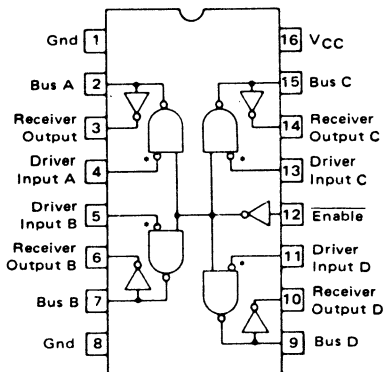 Gnd 1
16 VCC
Bus A 2
15 Bus C
Receiver
Output 3
14 Receiver
Output C
Driver
Input A 4
13 Driver
Input C
Driver
Input B 5
12 Enable
Receiver
Output B 6
11 Driver
Input D
Bus B 7
10 Receiver
Output D
Gnd 8
9 Bus D